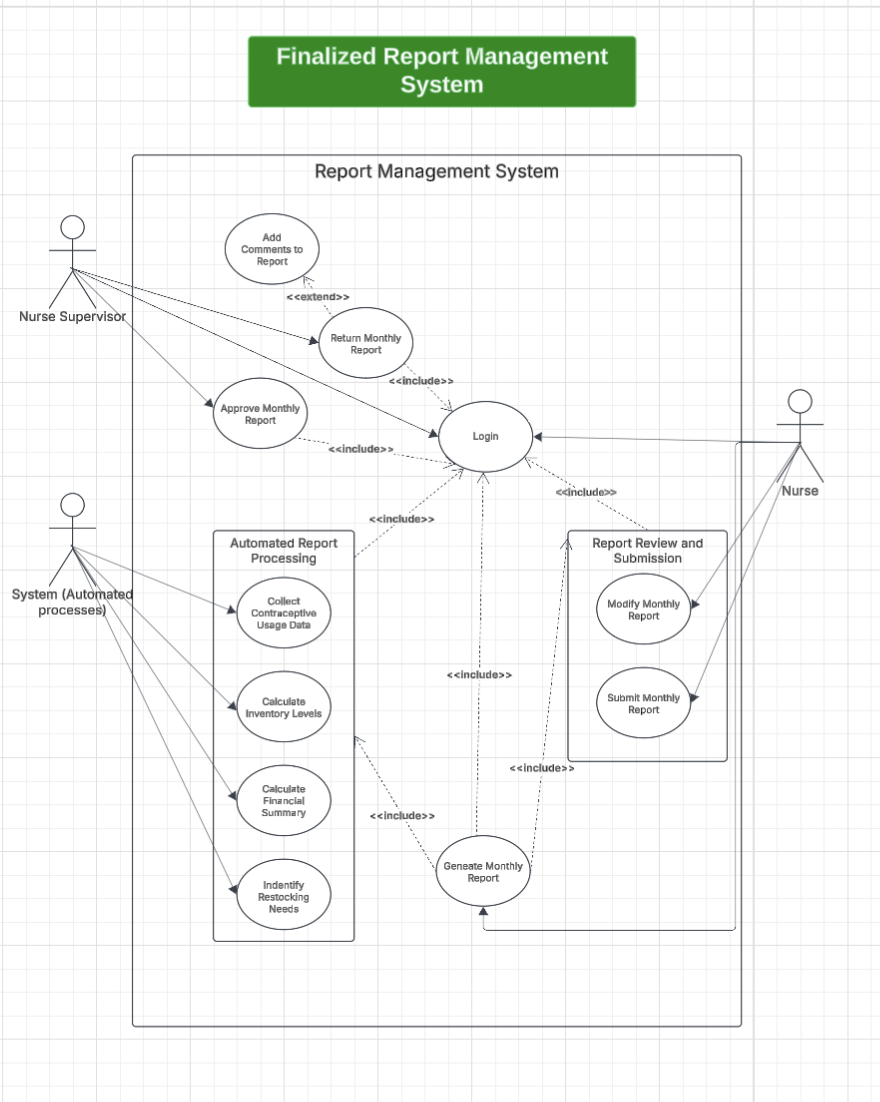 Finalized Report Management
System
Report Management System
Add
Comments to
Report
<<extend>>
Nurse Supervisor
Return Monthly
Report
<<include>>
Approve Monthly
Report
Login
<<include>>
Nurse
<<include>>
<<include>>
Automated Report
Processing
Report Review and
Submission
System (Automated
processes)
Collect
Contraceptive
Usage Data
Modify Monthly
Report
<<include>>
Calculate
Inventory Levels
Submit Monthly
Report
<<include>>
Calculate
Financial
Summary
<<include>>
Geneate Monthly
Report
Indentify
Restocking
Needs